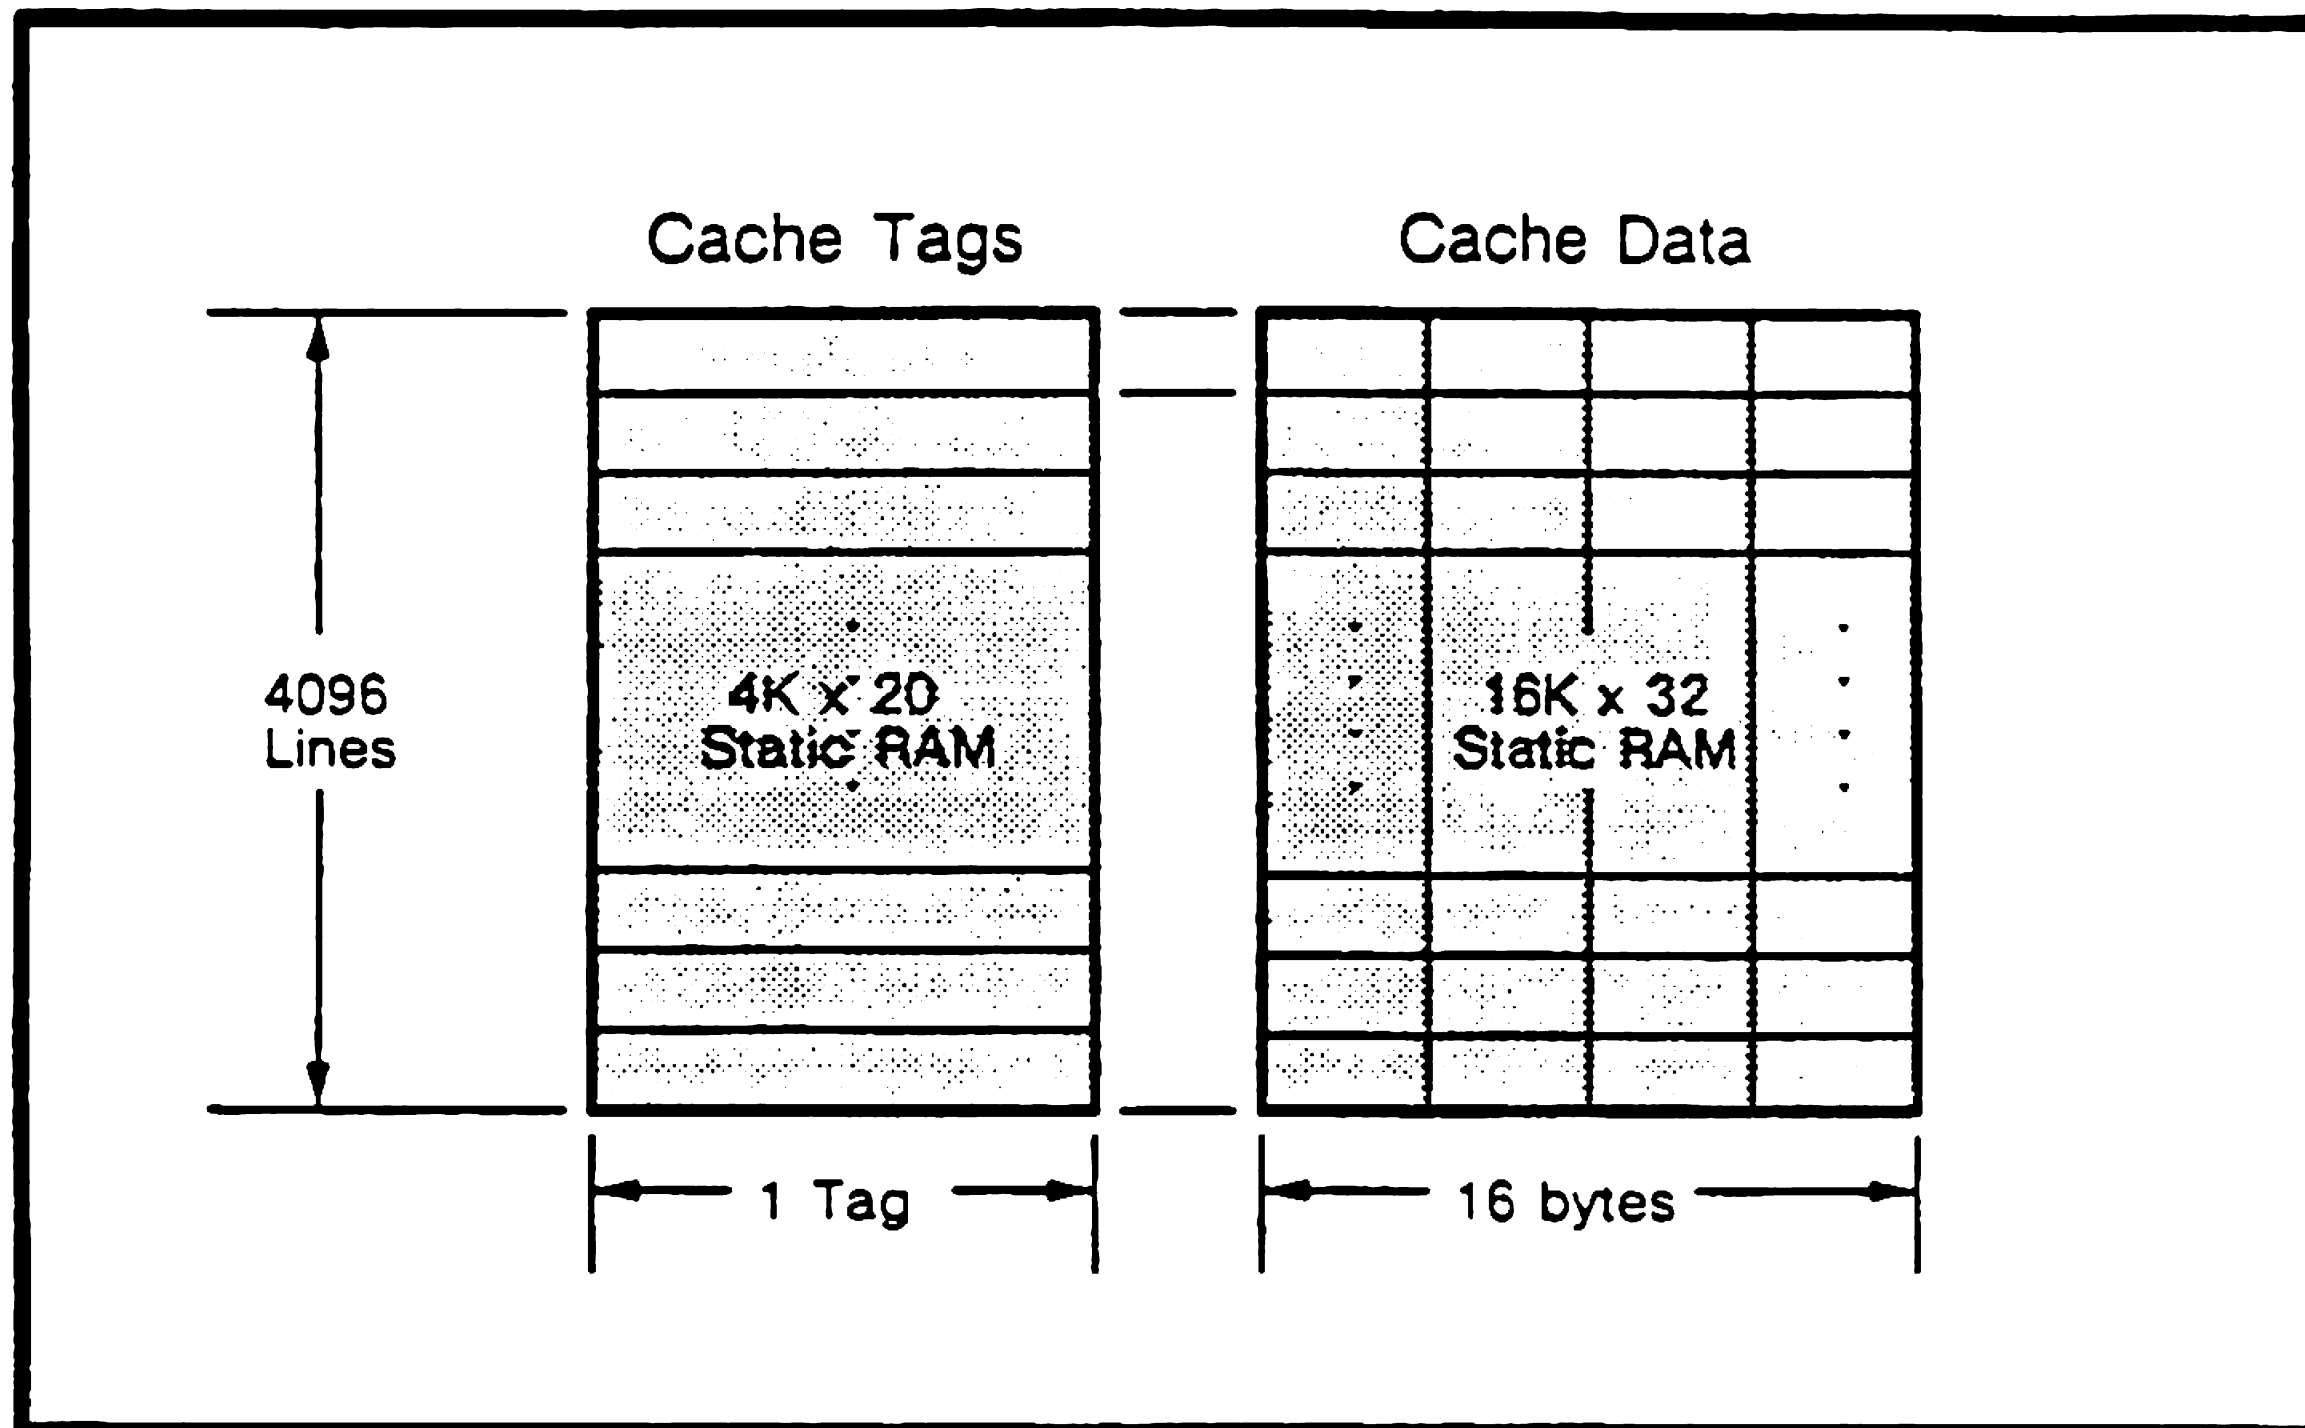 Cache Tags
Cache Data
4096
Lines
4K x 20
Static RAM
16K x 32
Static RAM
1 Tag
16 bytes